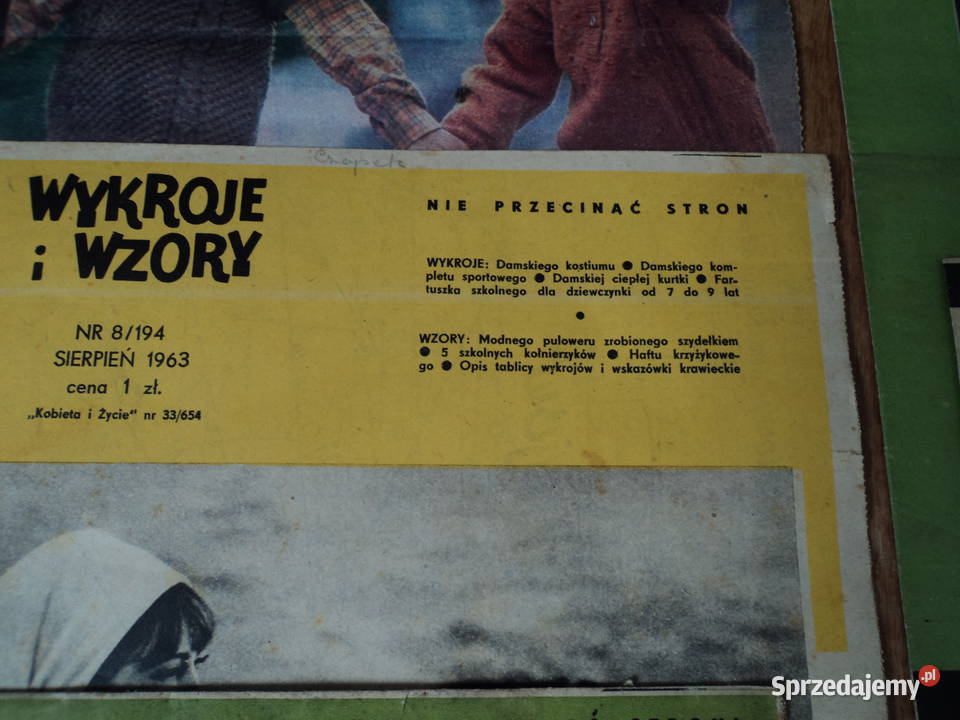 WYKROJE
i WZORY
NR 8/194
SIERPIEŃ 1963
cena 1 zł.
„Kobieta i Życie" nr 33/654
NIE PRZECINAĆ STRON
WYKROJE: Damskiego kostiumu ● Damskiego kom-
pletu sportowego ● Damskiej ciepłej kurtki ● Far-
tuszka szkolnego dla dziewczynki od 7 do 9 lat
●
WZORY: Modnego puloweru zrobionego szydełkiem
● 5 szkolnych kołnierzyków ● Haftu krzyżykowe-
go ● Opis tablicy wykrojów i wskazówki krawieckie
Sprzedajemy.pl